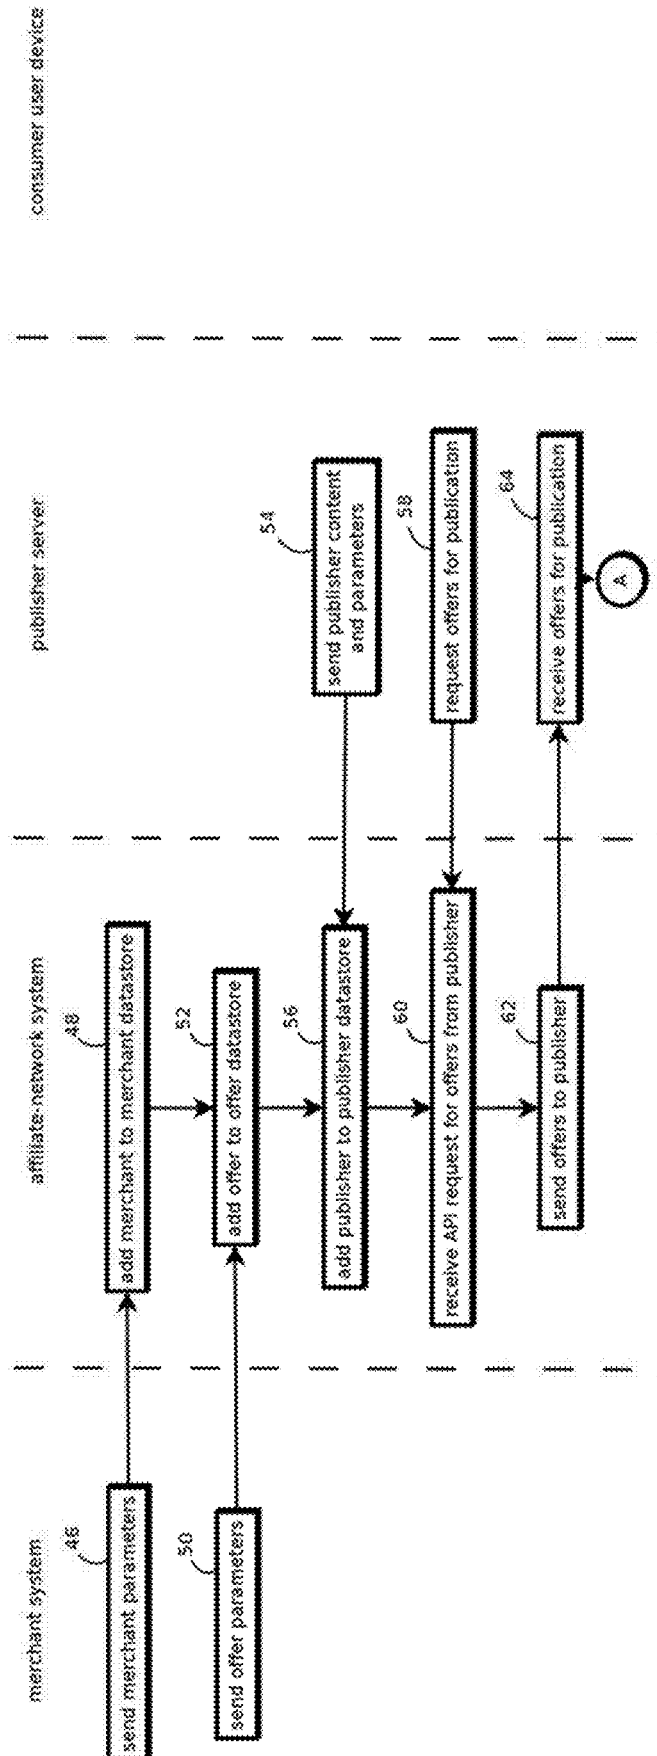 merchant system
affiliate-network system
publisher server
consumer user device
46
send merchant parameters
48
add merchant to merchant datastore
50
send offer parameters
52
add offer to offer datastore
54
send publisher content
and parameters
56
add publisher to publisher datastore
58
request offers for publication
60
receive API request for offers from publisher
62
send offers to publisher
64
receive offers for publication
A